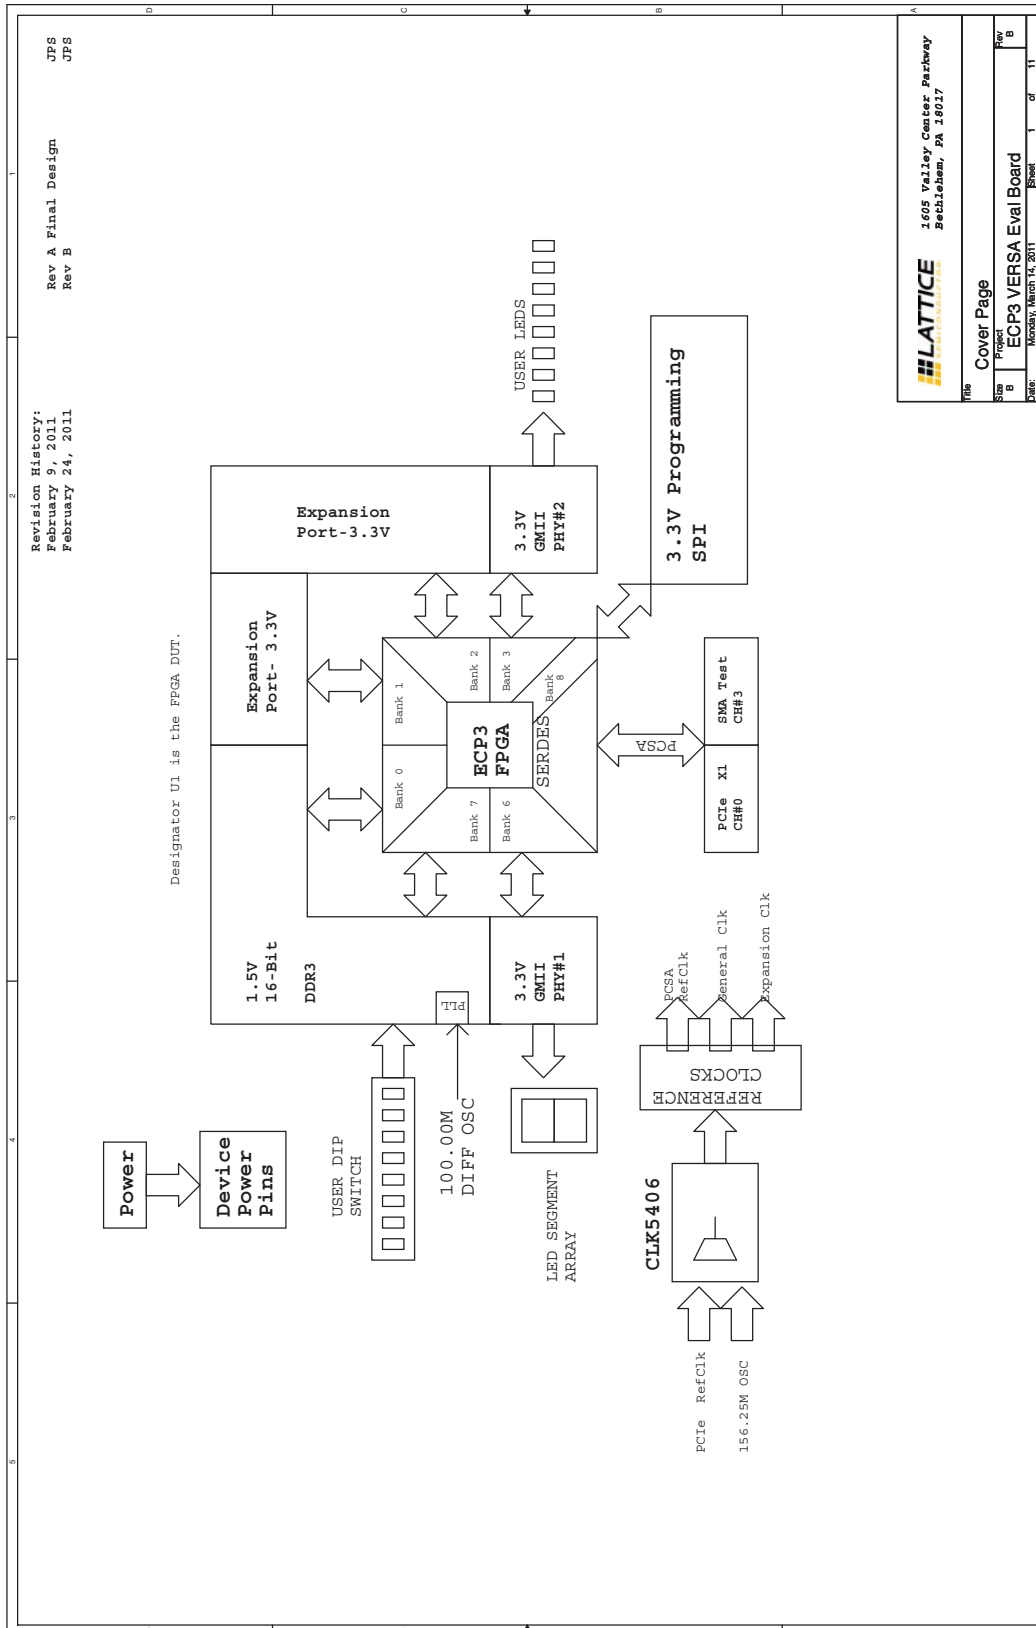 5
4
3
2
1
D
C
B
A
Revision History:
February 9, 2011 Rev A Final Design JPS
February 24, 2011 Rev B JPS
Designator U1 is the FPGA DUT.
Power
Device
Power
Pins
1.5V
16-Bit
DDR3
Expansion
Port- 3.3V
Expansion
Port-3.3V
USER DIP
SWITCH
PLL
100.00M
DIFF OSC
Bank 0
Bank 1
Bank 7
Bank 2
ECP3
FPGA
Bank 6
Bank 3
SERDES
Bank
8
3.3V
GMII
PHY#1
3.3V
GMII
PHY#2
USER LEDS
LED SEGMENT
ARRAY
3.3V Programming
SPI
PCSA
PCIe X1
CH#0
SMA Test
CH#3
CLK5406
PCIe RefClk
156.25M OSC
REFERENCE
CLOCKS
PCSA
RefClk
General Clk
Expansion Clk
LATTICE
SEMICONDUCTOR
1605 Valley Center Parkway
Bethlehem, PA 18017
Title
Cover Page
Size Project Rev
B ECP3 VERSA Eval Board B
Date: Monday, March 14, 2011 Sheet 1 of 11